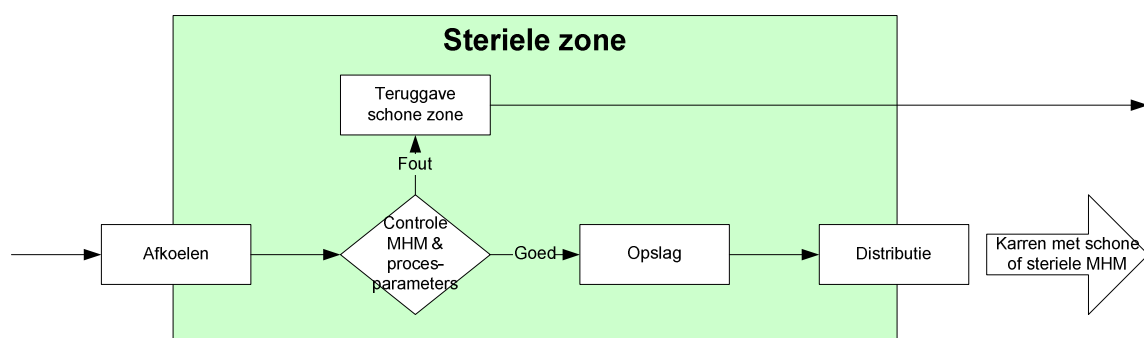 Steriele zone
Teruggave
schone zone
Fout
Afkoelen
Controle
MHM &
proces-
parameters
Goed
Opslag
Distributie
Karren met schone
of steriele MHM